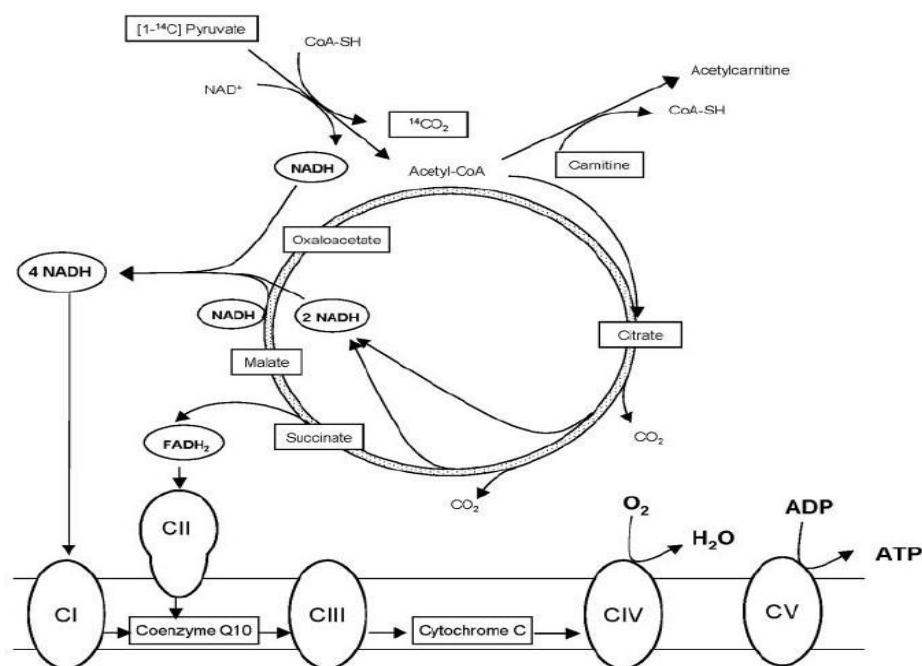 [1-¹⁴C] Pyruvate
CoA-SH
NAD⁺
Acetylcarnitine
¹⁴CO₂
CoA-SH
NADH
Acetyl-CoA
Carnitine
Oxaloacetate
4 NADH
NADH
2 NADH
Citrate
Malate
Succinate
CO₂
FADH₂
CO₂
O₂
ADP
CII
H₂O
ATP
CI
Coenzyme Q10
CIII
Cytochrome C
CIV
CV